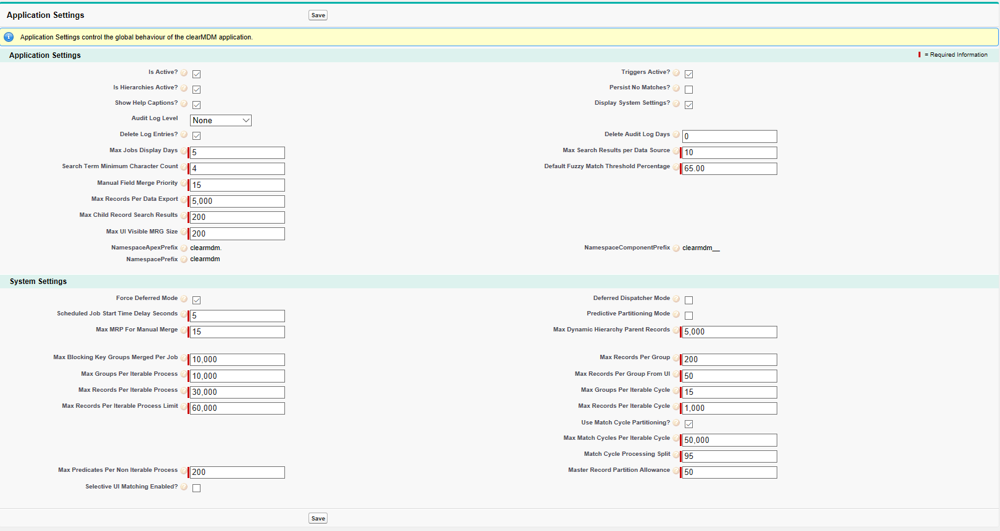 Application Settings Save
Application Settings control the global behaviour of the clearMDM application.
Application Settings = Required Information
Is Active? Triggers Active?
Is Hierarchies Active? Persist No Matches?
Show Help Captions? Display System Settings?
Audit Log Level None
Delete Log Entries? Delete Audit Log Days 0
Max Jobs Display Days 5 Max Search Results per Data Source 10
Search Term Minimum Character Count 4 Default Fuzzy Match Threshold Percentage 65.00
Manual Field Merge Priority 15
Max Records Per Data Export 5,000
Max Child Record Search Results 200
Max UI Visible MRG Size 200
NamespaceApexPrefix clearmdm. NamespaceComponentPrefix clearmdm__
NamespacePrefix clearmdm
System Settings
Force Deferred Mode Deferred Dispatcher Mode
Scheduled Job Start Time Delay Seconds 5 Predictive Partitioning Mode
Max MRP For Manual Merge 15 Max Dynamic Hierarchy Parent Records 5,000
Max Blocking Key Groups Merged Per Job 10,000 Max Records Per Group 200
Max Groups Per Iterable Process 10,000 Max Records Per Group From UI 50
Max Records Per Iterable Process 30,000 Max Groups Per Iterable Cycle 15
Max Records Per Iterable Process Limit 60,000 Max Records Per Iterable Cycle 1,000
Use Match Cycle Partitioning?
Max Match Cycles Per Iterable Cycle 50,000
Match Cycle Processing Split 95
Max Predicates Per Non Iterable Process 200 Master Record Partition Allowance 50
Selective UI Matching Enabled?
Save